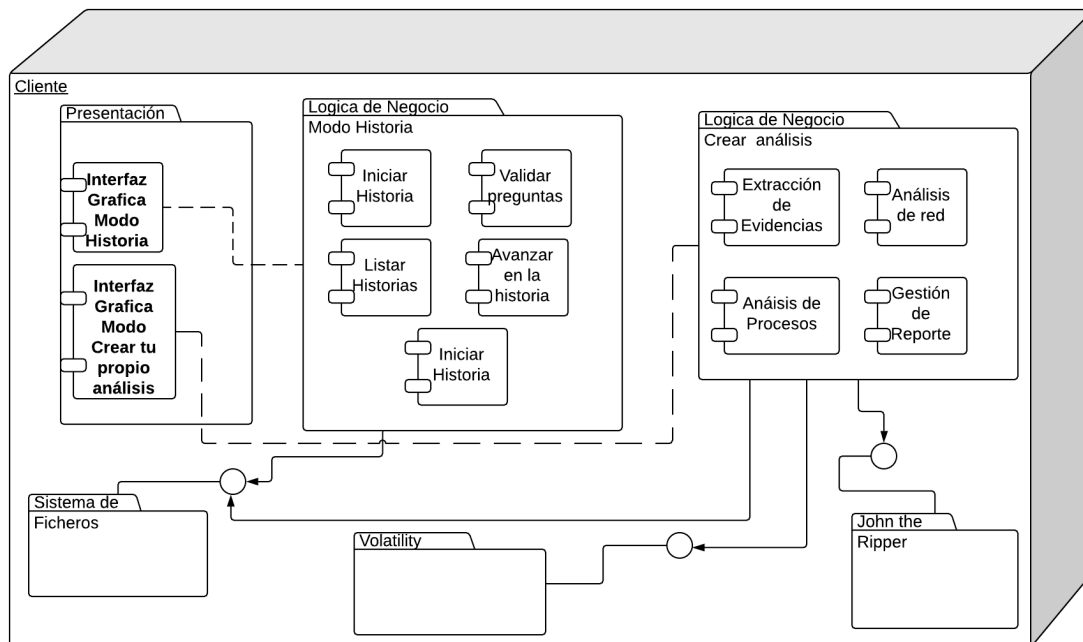 Cliente
Presentación
Interfaz
Grafica
Modo
Historia
Interfaz
Grafica
Modo
Crear tu
propio
análisis
Logica de Negocio
Modo Historia
Iniciar
Historia
Validar
preguntas
Listar
Historias
Avanzar
en la
historia
Iniciar
Historia
Logica de Negocio
Crear análisis
Extracción
de
Evidencias
Análisis
de red
Anáisis de
Procesos
Gestión
de
Reporte
Sistema de
Ficheros
Volatility
John the
Ripper